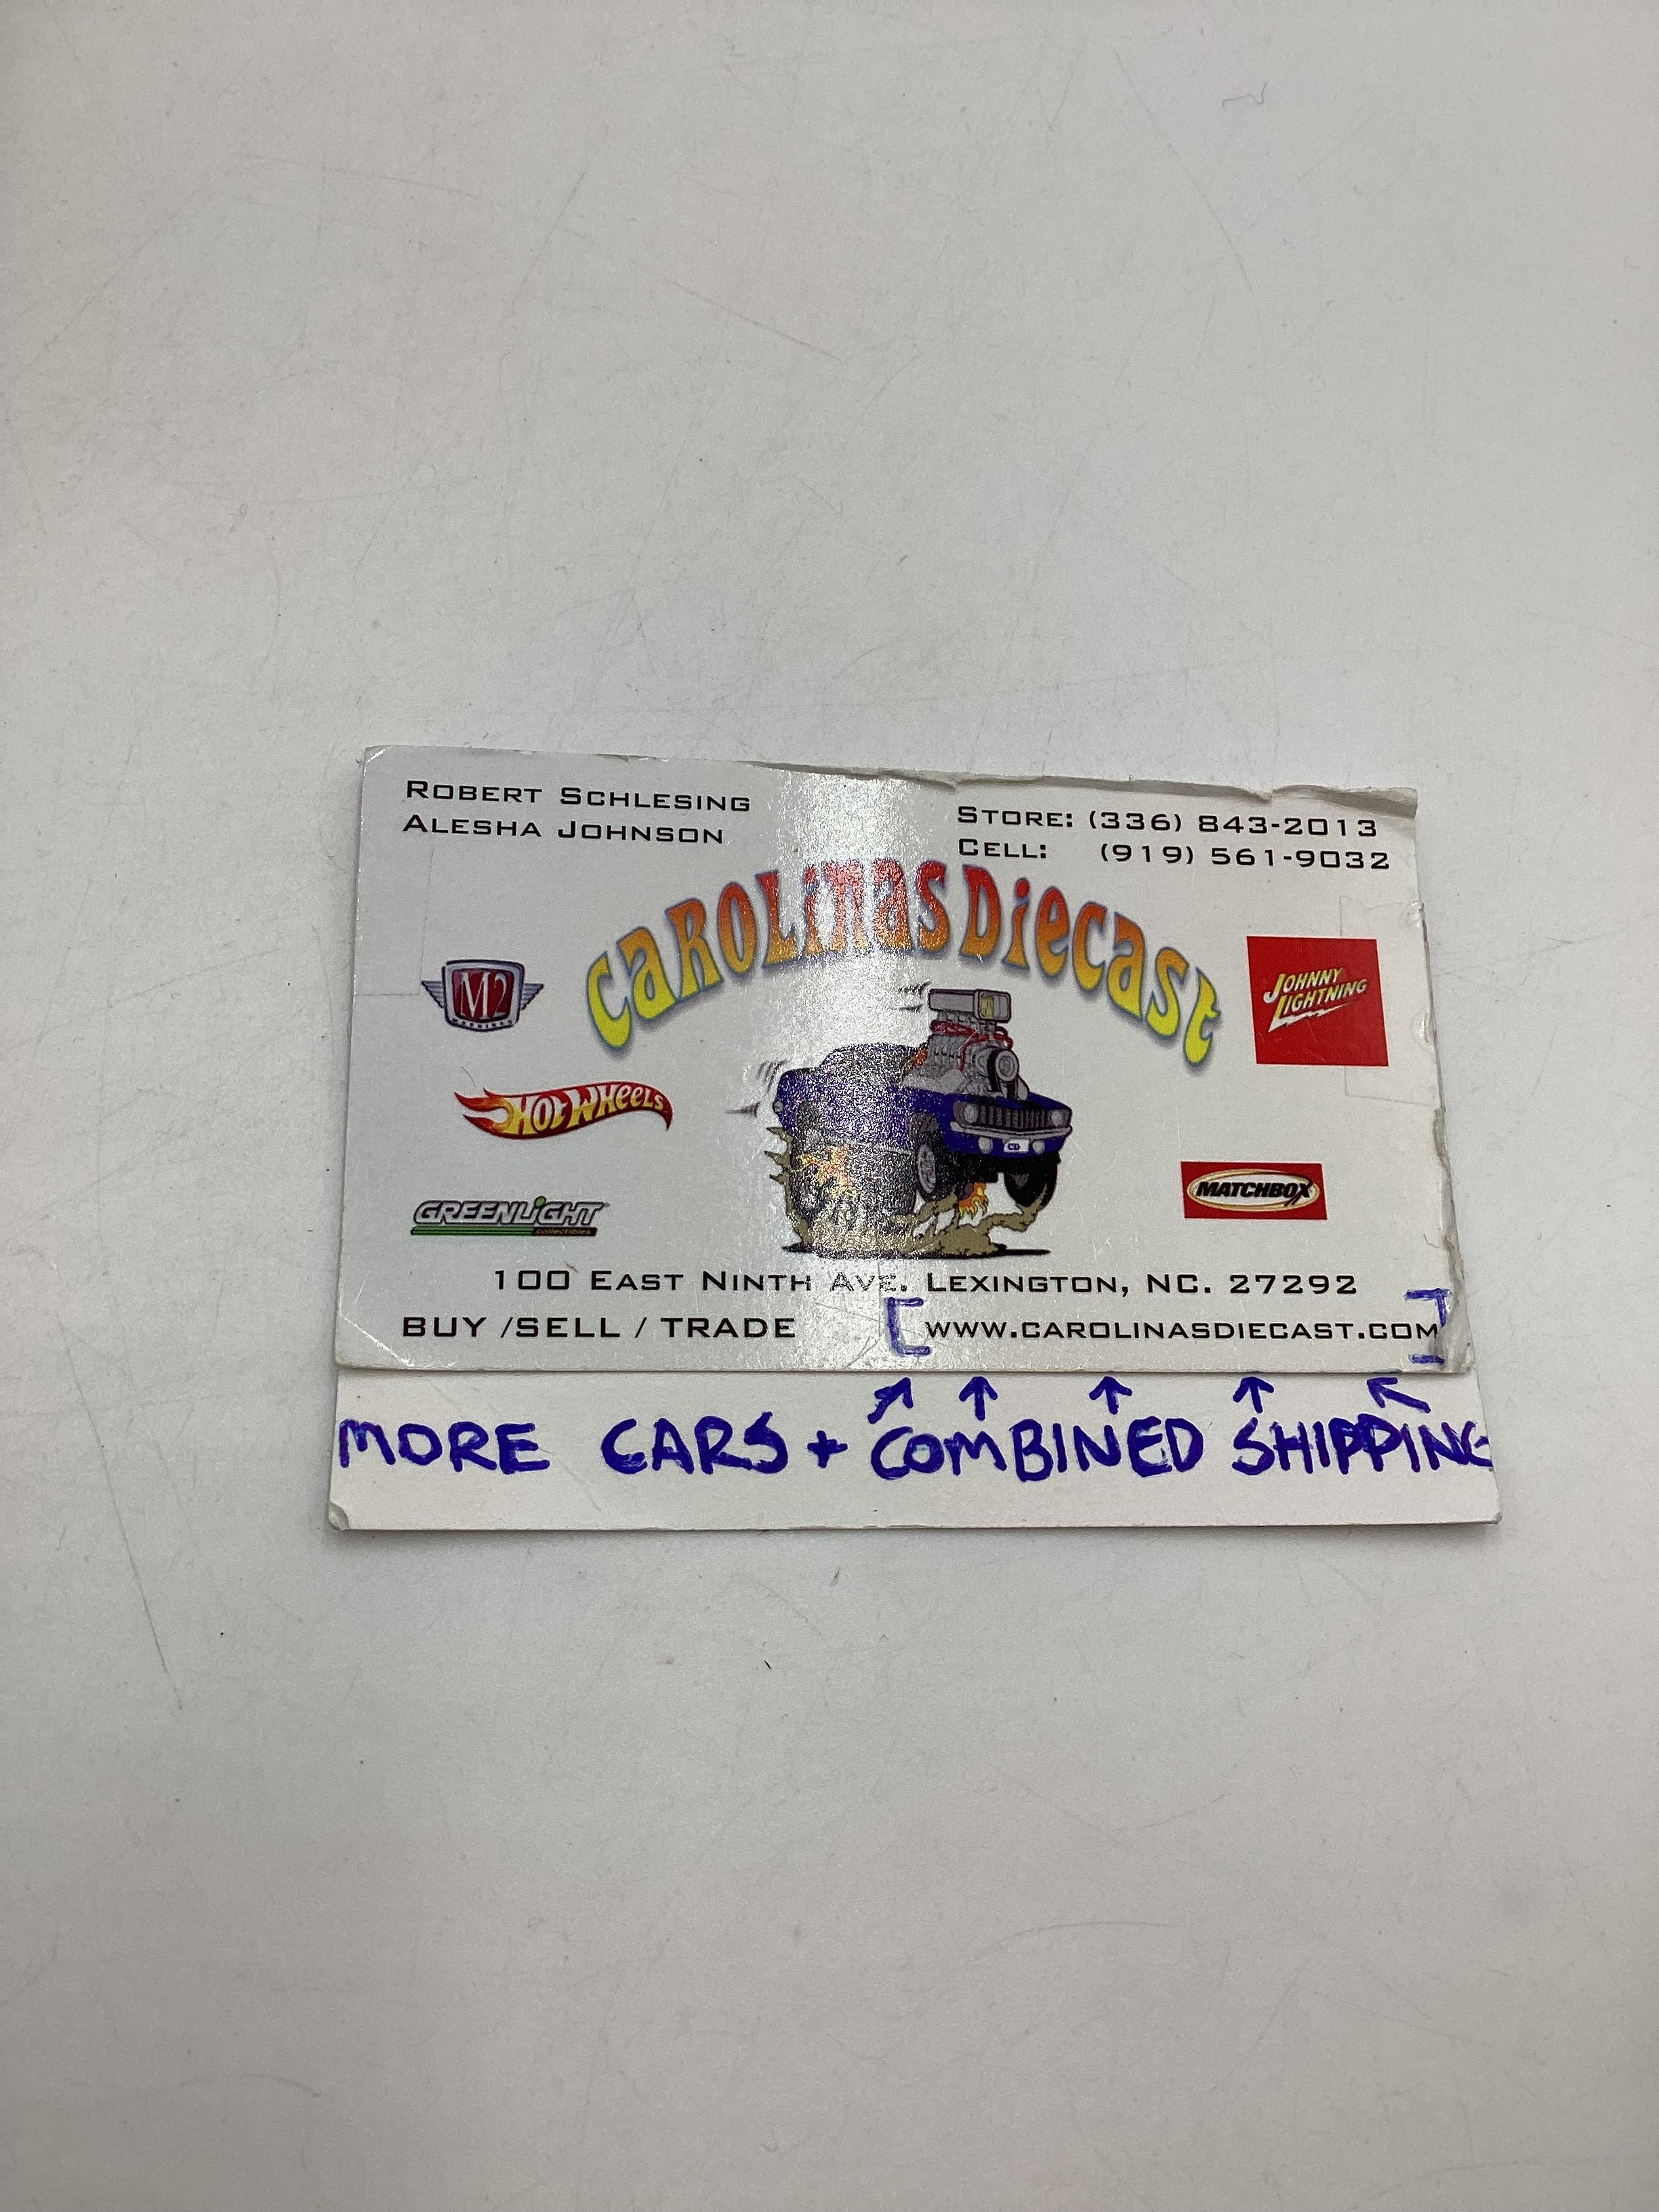 ROBERT SCHLESING
ALESHA JOHNSON
STORE: (336) 843-2013
CELL: (919) 561-9032
CAROLINAS DIECAST
M2
MACHINES
JOHNNY
LIGHTNING
HOT WHEELS
MATCHBOX
GREENLIGHT
collectibles
100 EAST NINTH AVE. LEXINGTON, NC. 27292
BUY /SELL / TRADE [WWW.CAROLINASDIECAST.COM]
MORE CARS + COMBINED SHIPPING